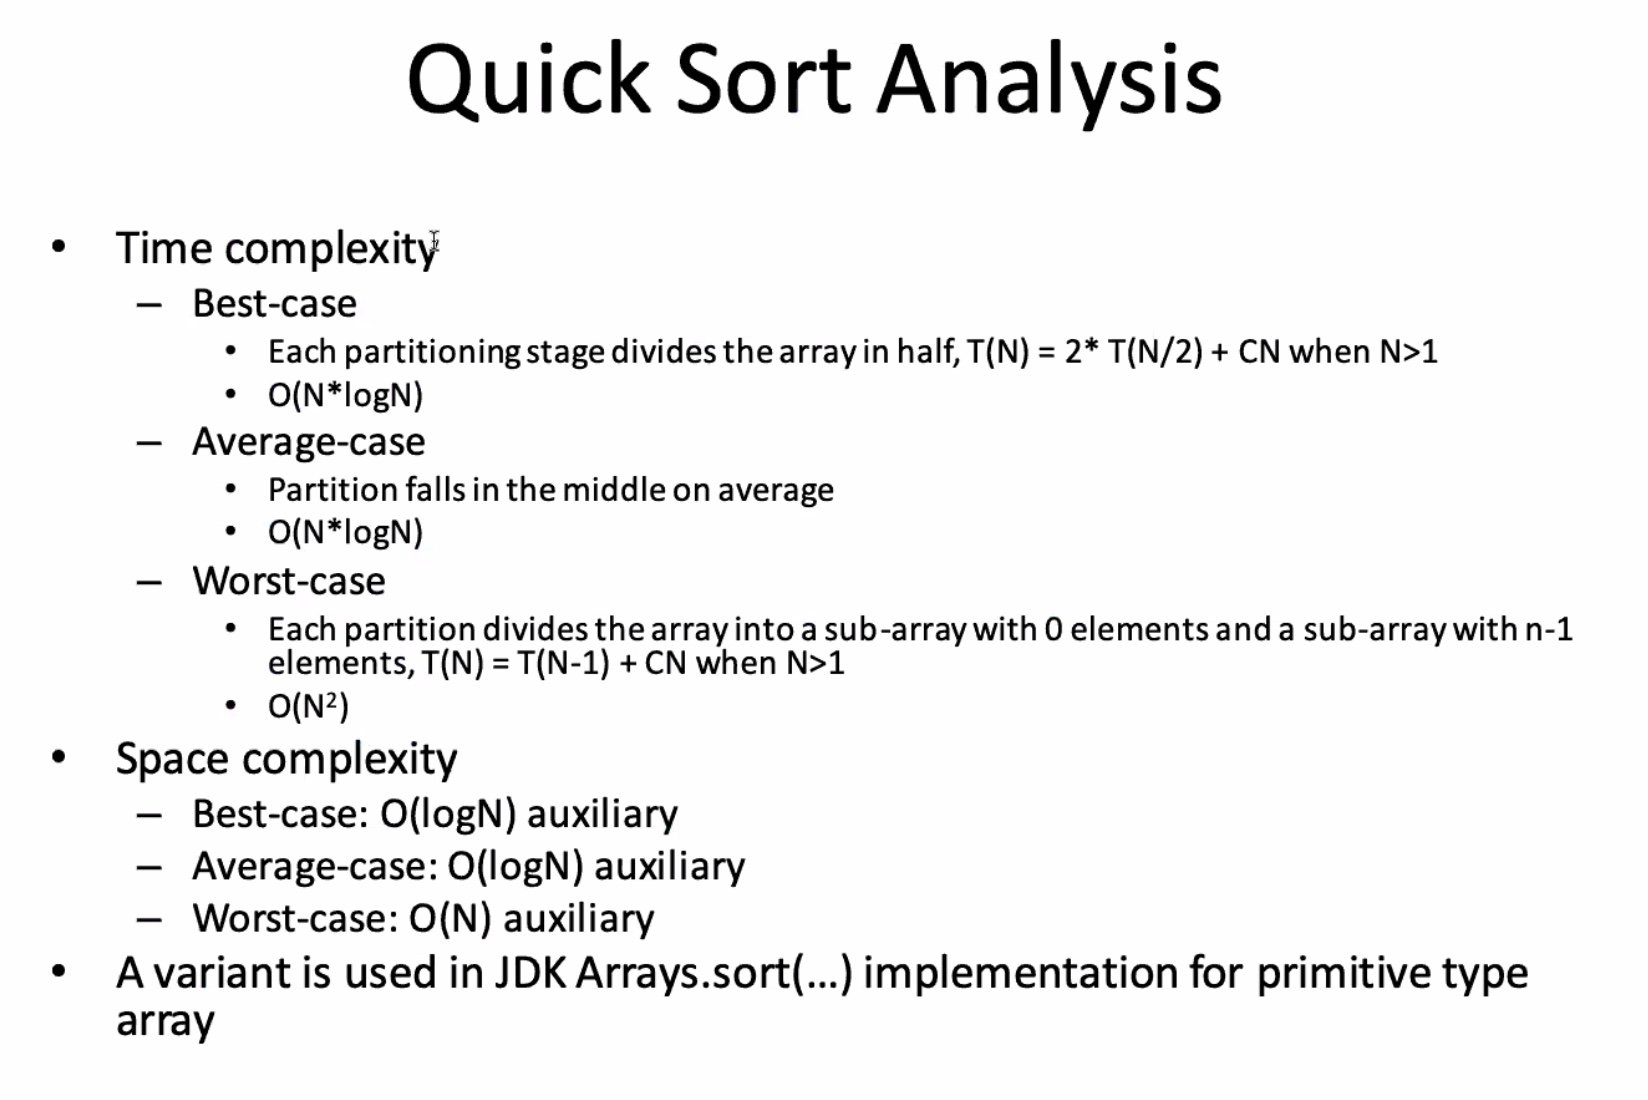 Quick Sort Analysis
• Time complexity
– Best-case
• Each partitioning stage divides the array in half, T(N) = 2* T(N/2) + CN when N>1
• O(N*logN)
– Average-case
• Partition falls in the middle on average
• O(N*logN)
– Worst-case
• Each partition divides the array into a sub-array with 0 elements and a sub-array with n-1
elements, T(N) = T(N-1) + CN when N>1
• O(N²)
• Space complexity
– Best-case: O(logN) auxiliary
– Average-case: O(logN) auxiliary
– Worst-case: O(N) auxiliary
• A variant is used in JDK Arrays.sort(...) implementation for primitive type
array